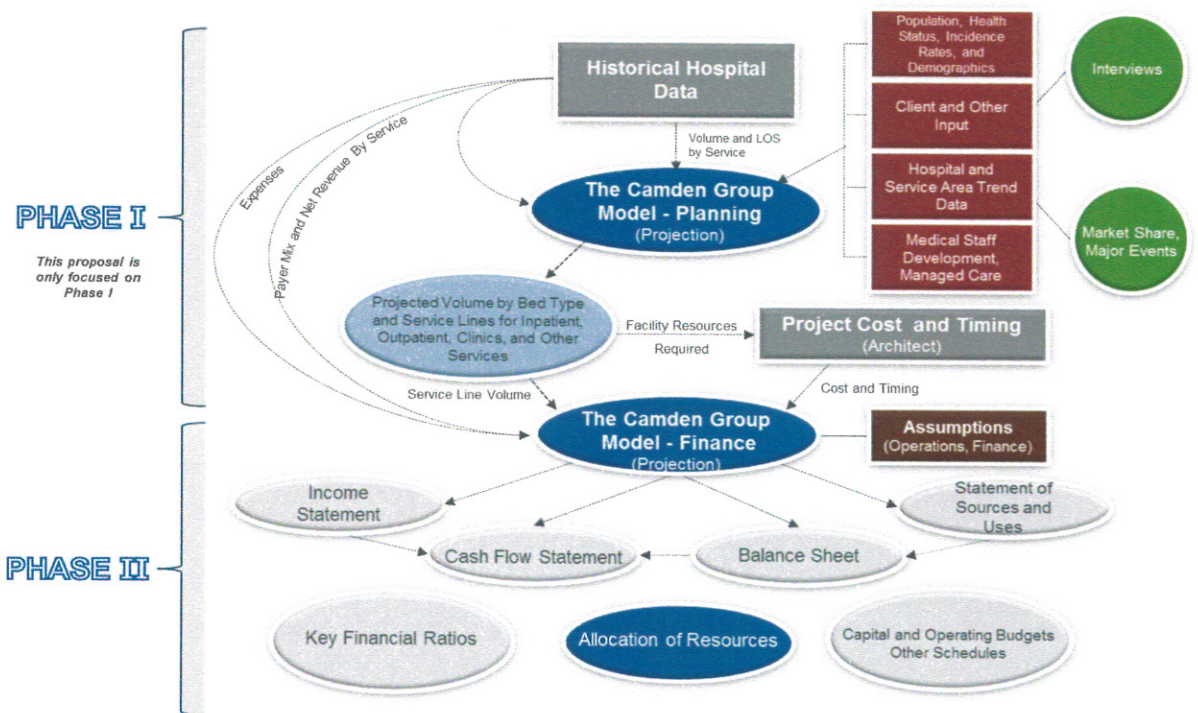 PHASE I
This proposal is
only focused on
Phase I
Historical Hospital
Data
Expenses
Payer Mix and Net Revenue By Service
Volume and LOS
by Service
The Camden Group
Model - Planning
(Projection)
Population, Health
Status, Incidence
Rates, and
Demographics
Client and Other
Input
Hospital and
Service Area Trend
Data
Medical Staff
Development,
Managed Care
Interviews
Market Share,
Major Events
Projected Volume by Bed Type
and Service Lines for Inpatient,
Outpatient, Clinics, and Other
Services
Facility Resources
Required
Project Cost and Timing
(Architect)
Service Line Volume
Cost and Timing
PHASE II
The Camden Group
Model - Finance
(Projection)
Assumptions
(Operations, Finance)
Income
Statement
Statement of
Sources and
Uses
Cash Flow Statement
Balance Sheet
Key Financial Ratios
Allocation of Resources
Capital and Operating Budgets
Other Schedules